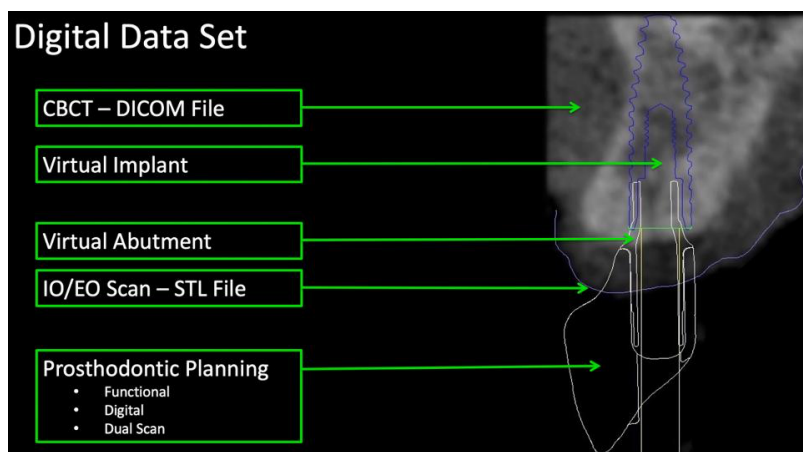 Digital Data Set
CBCT – DICOM File
Virtual Implant
Virtual Abutment
IO/EO Scan – STL File
Prosthodontic Planning
• Functional
• Digital
• Dual Scan